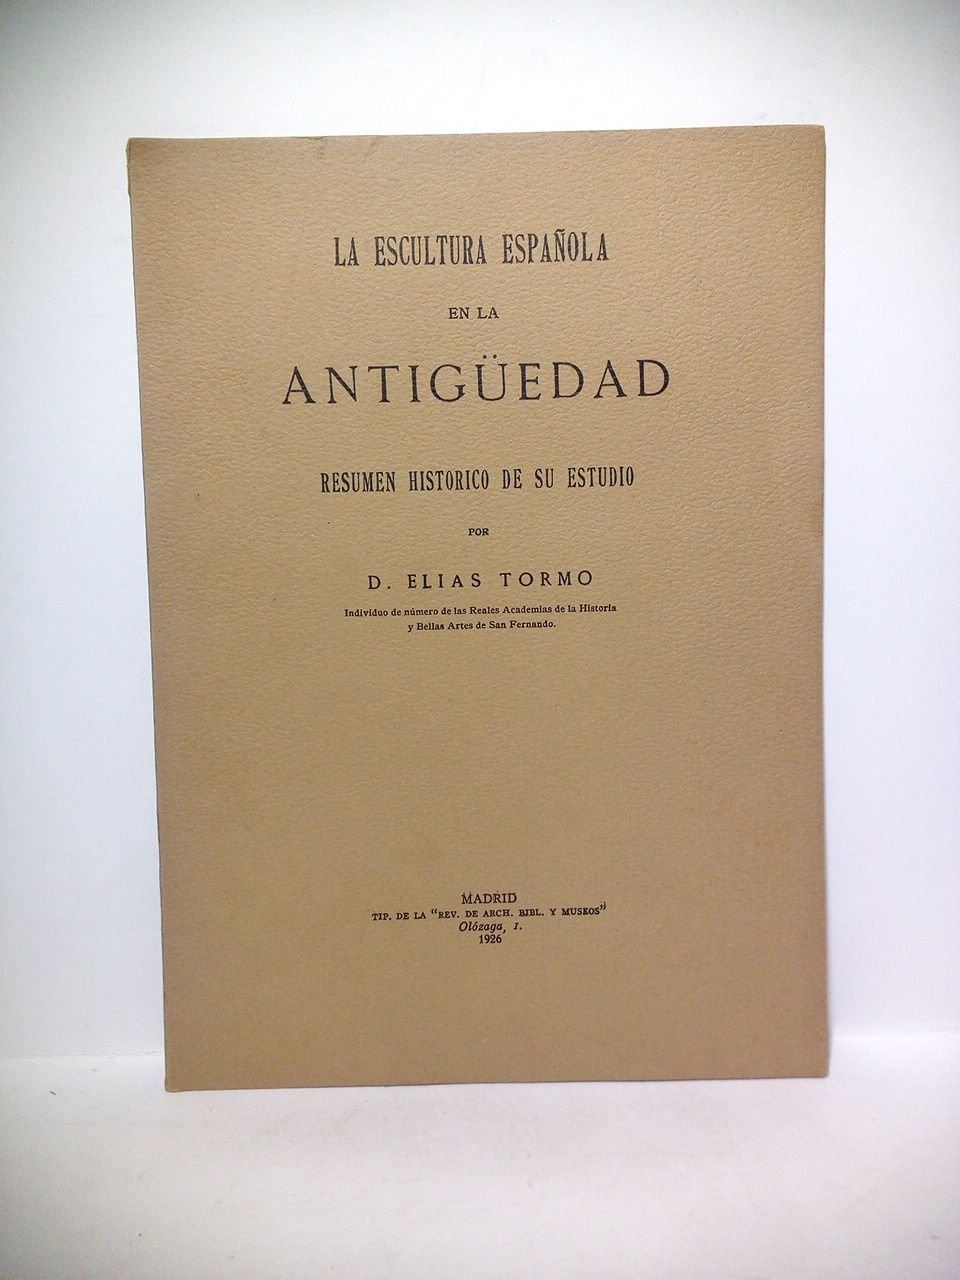 LA ESCULTURA ESPAÑOLA
EN LA
ANTIGÜEDAD
RESUMEN HISTORICO DE SU ESTUDIO
POR
D. ELIAS TORMO
Individuo de número de las Reales Academias de la Historia
y Bellas Artes de San Fernando.
MADRID
TIP. DE LA "REV. DE ARCH. BIBL. Y MUSEOS"
Olózaga, 1.
1926